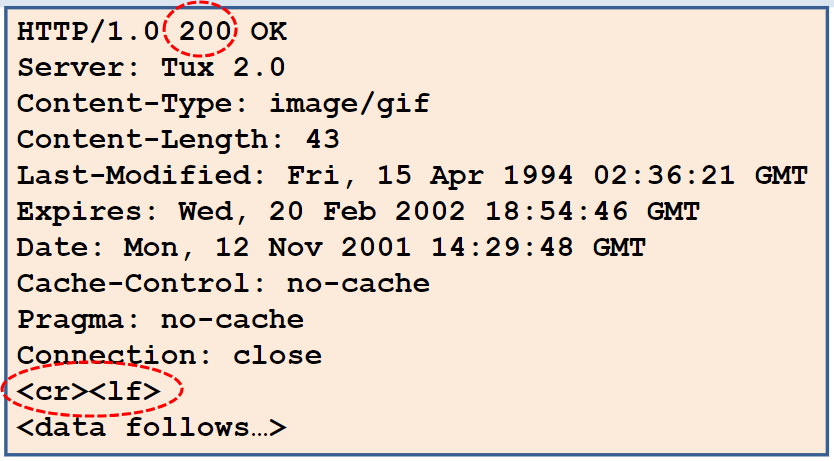 HTTP/1.0 200 OK
Server: Tux 2.0
Content-Type: image/gif
Content-Length: 43
Last-Modified: Fri, 15 Apr 1994 02:36:21 GMT
Expires: Wed, 20 Feb 2002 18:54:46 GMT
Date: Mon, 12 Nov 2001 14:29:48 GMT
Cache-Control: no-cache
Pragma: no-cache
Connection: close
<cr><lf>
<data follows…>